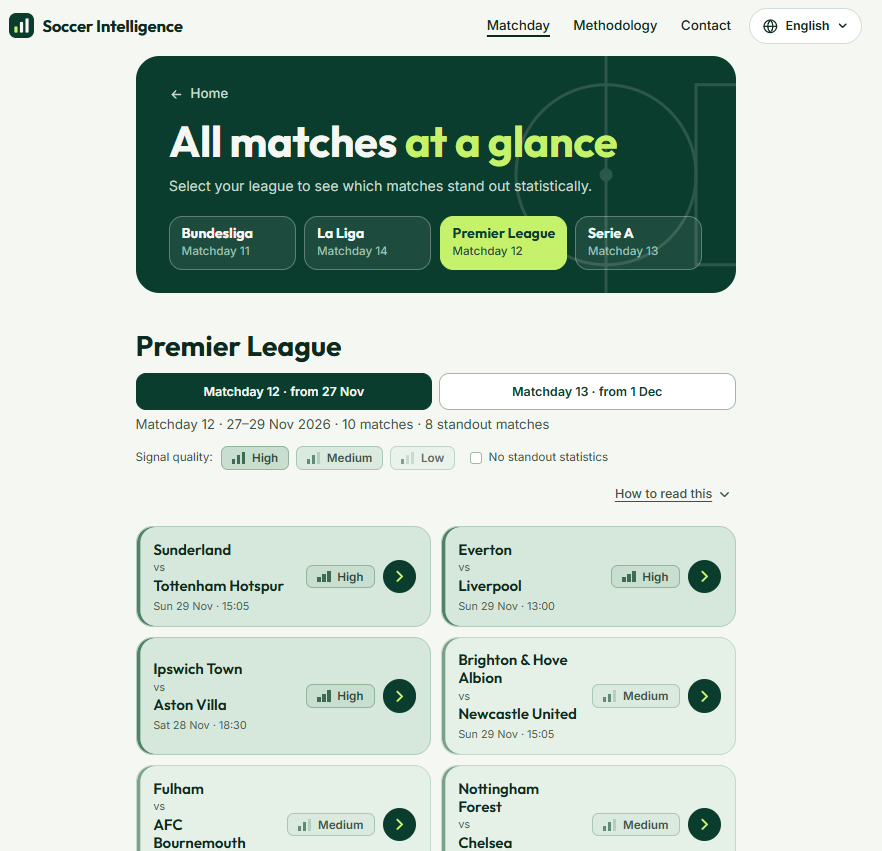 Soccer Intelligence
Matchday
Methodology
Contact
English
← Home
All matches at a glance
Select your league to see which matches stand out statistically.
Bundesliga
Matchday 11
La Liga
Matchday 14
Premier League
Matchday 12
Serie A
Matchday 13
Premier League
Matchday 12 · from 27 Nov
Matchday 13 · from 1 Dec
Matchday 12 · 27–29 Nov 2026 · 10 matches · 8 standout matches
Signal quality:
High
Medium
Low
No standout statistics
How to read this
Sunderland
vs
Tottenham Hotspur
Sun 29 Nov · 15:05
High
Everton
vs
Liverpool
Sun 29 Nov · 13:00
High
Ipswich Town
vs
Aston Villa
Sat 28 Nov · 18:30
High
Brighton & Hove
Albion
vs
Newcastle United
Sun 29 Nov · 15:05
Medium
Fulham
vs
AFC
Bournemouth
Medium
Nottingham
Forest
vs
Chelsea
Medium